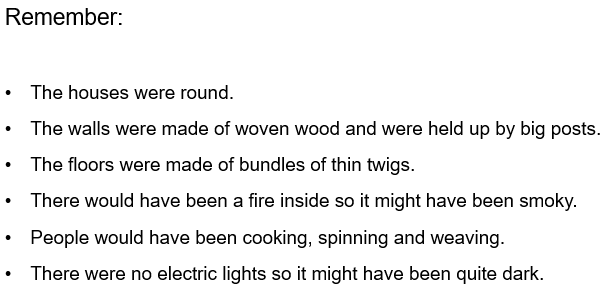 Remember:
• The houses were round.
• The walls were made of woven wood and were held up by big posts.
• The floors were made of bundles of thin twigs.
• There would have been a fire inside so it might have been smoky.
• People would have been cooking, spinning and weaving.
• There were no electric lights so it might have been quite dark.